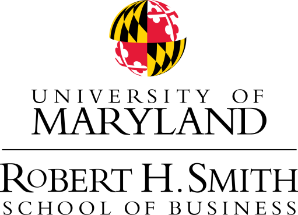 UNIVERSITY OF
MARYLAND
ROBERT H. SMITH
SCHOOL OF BUSINESS